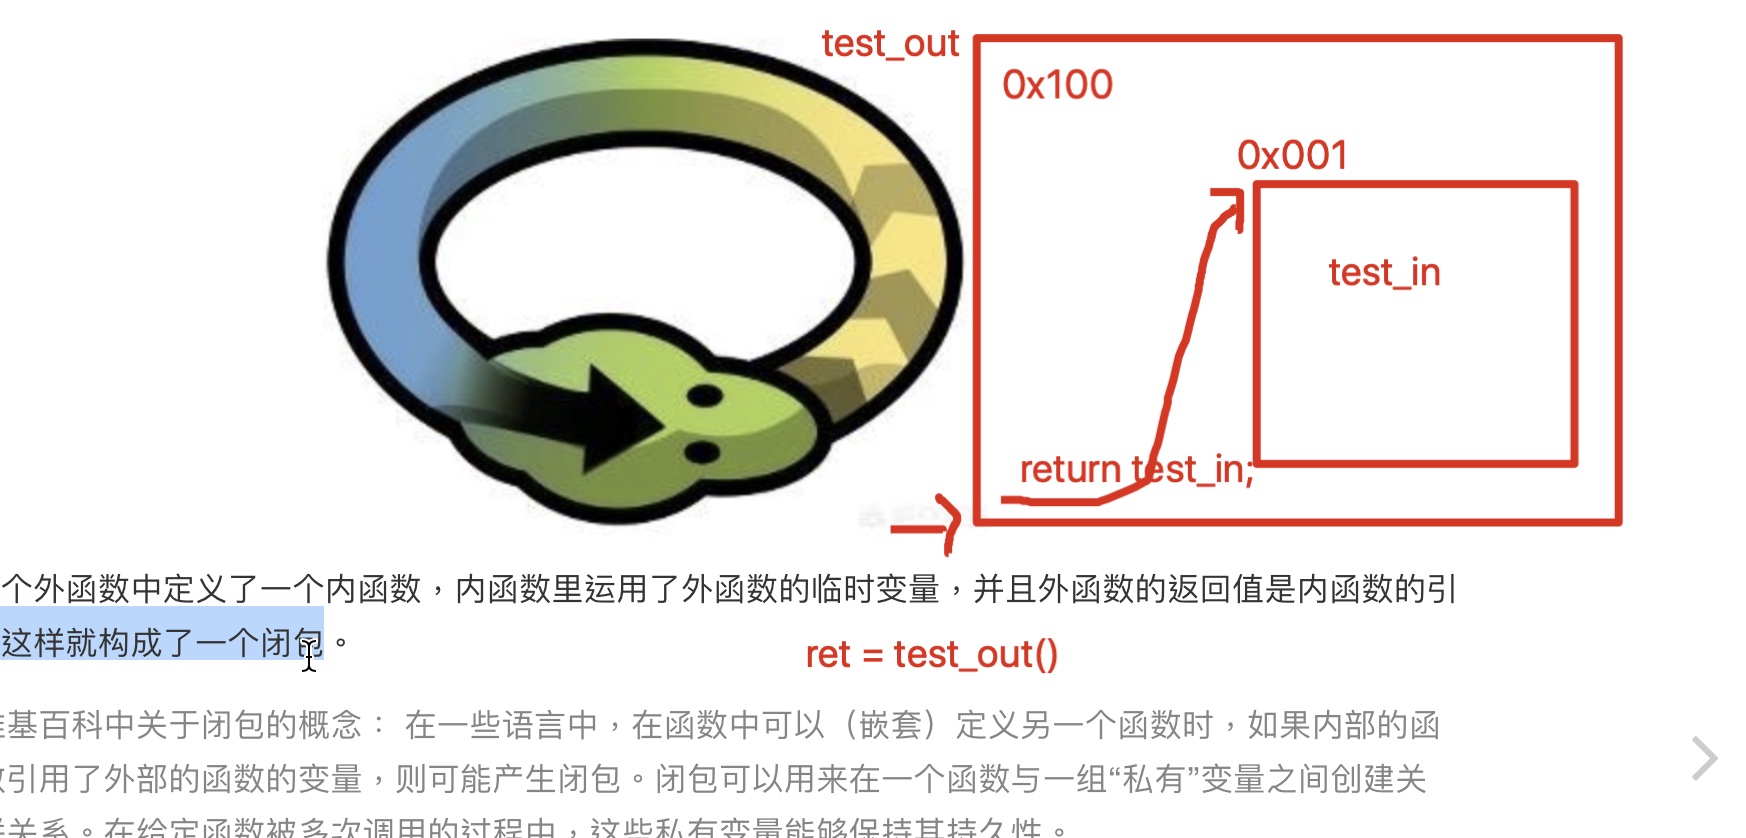 test_out
0x100
0x001
test_in
return test_in;
个外函数中定义了一个内函数，内函数里运用了外函数的临时变量，并且外函数的返回值是内函数的引
这样就构成了一个闭包。
ret = test_out()
基百科中关于闭包的概念： 在一些语言中，在函数中可以（嵌套）定义另一个函数时，如果内部的函
引用了外部的函数的变量，则可能产生闭包。闭包可以用来在一个函数与一组“私有”变量之间创建关
关系。在给定函数被多次调用的过程中，这些私有变量能够保持其持久性。